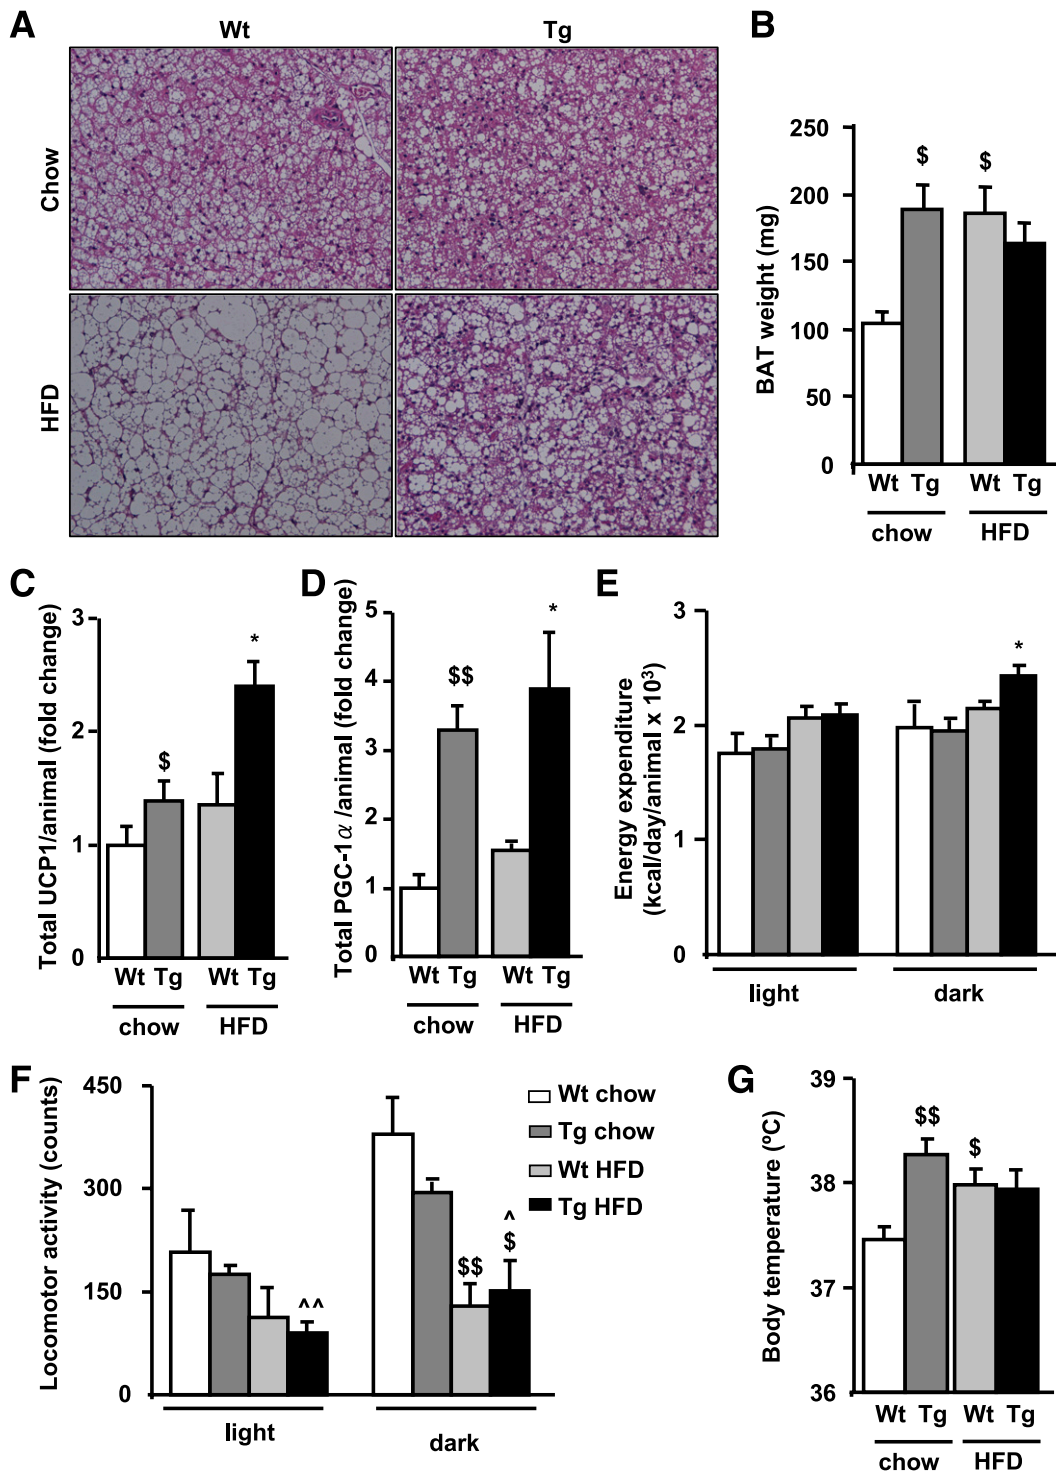 A
Wt
Tg
Chow
HFD
B
BAT weight (mg)
250
200
150
100
50
0
$
$
Wt Tg Wt Tg
chow HFD
C
Total UCP1/animal (fold change)
3
2
1
0
$
*
Wt Tg Wt Tg
chow HFD
D
Total PGC-1α/animal (fold change)
5
4
3
2
1
0
$$
*
Wt Tg Wt Tg
chow HFD
E
Energy expenditure
(kcal/day/animal x 10³)
3
2
1
0
*
light dark
F
Locomotor activity (counts)
450
300
150
0
^^
$$
^
$
light dark
Wt chow
Tg chow
Wt HFD
Tg HFD
G
Body temperature (ºC)
39
38
37
36
$$
$
Wt Tg Wt Tg
chow HFD